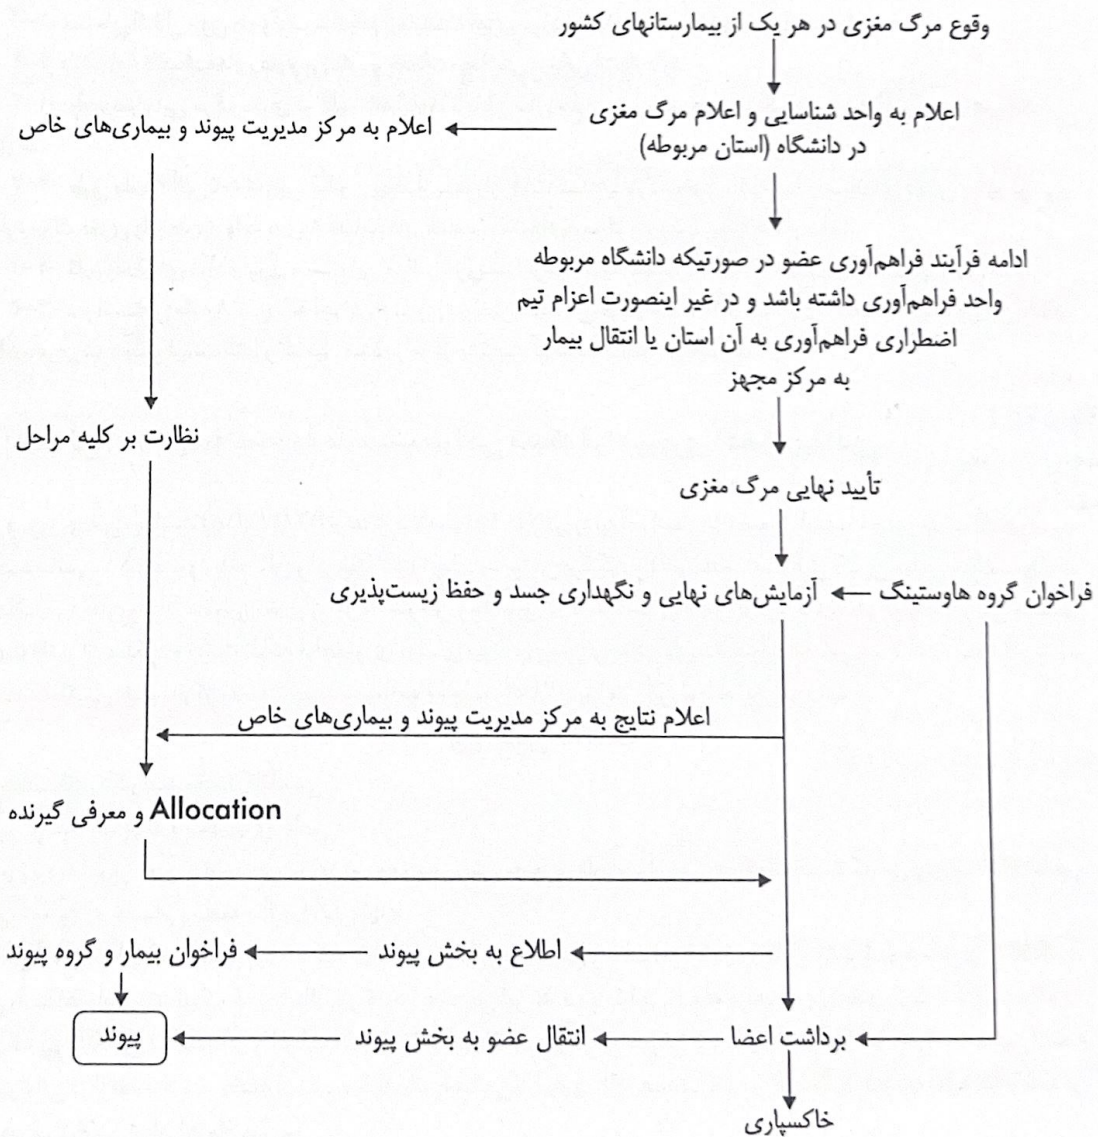 وقوع مرگ مغزی در هر یک از بیمارستانهای کشور
اعلام به واحد شناسایی و اعلام مرگ مغزی
در دانشگاه (استان مربوطه)
اعلام به مرکز مدیریت پیوند و بیماری‌های خاص
ادامه فرآیند فراهم‌آوری عضو در صورتیکه دانشگاه مربوطه
واحد فراهم‌آوری داشته باشد و در غیر اینصورت اعزام تیم
اضطراری فراهم‌آوری به آن استان یا انتقال بیمار
به مرکز مجهز
نظارت بر کلیه مراحل
تأیید نهایی مرگ مغزی
فراخوان گروه هاوستینگ
آزمایش‌های نهایی و نگهداری جسد و حفظ زیست‌پذیری
اعلام نتایج به مرکز مدیریت پیوند و بیماری‌های خاص
Allocation و معرفی گیرنده
اطلاع به بخش پیوند
فراخوان بیمار و گروه پیوند
برداشت اعضا
انتقال عضو به بخش پیوند
پیوند
خاکسپاری